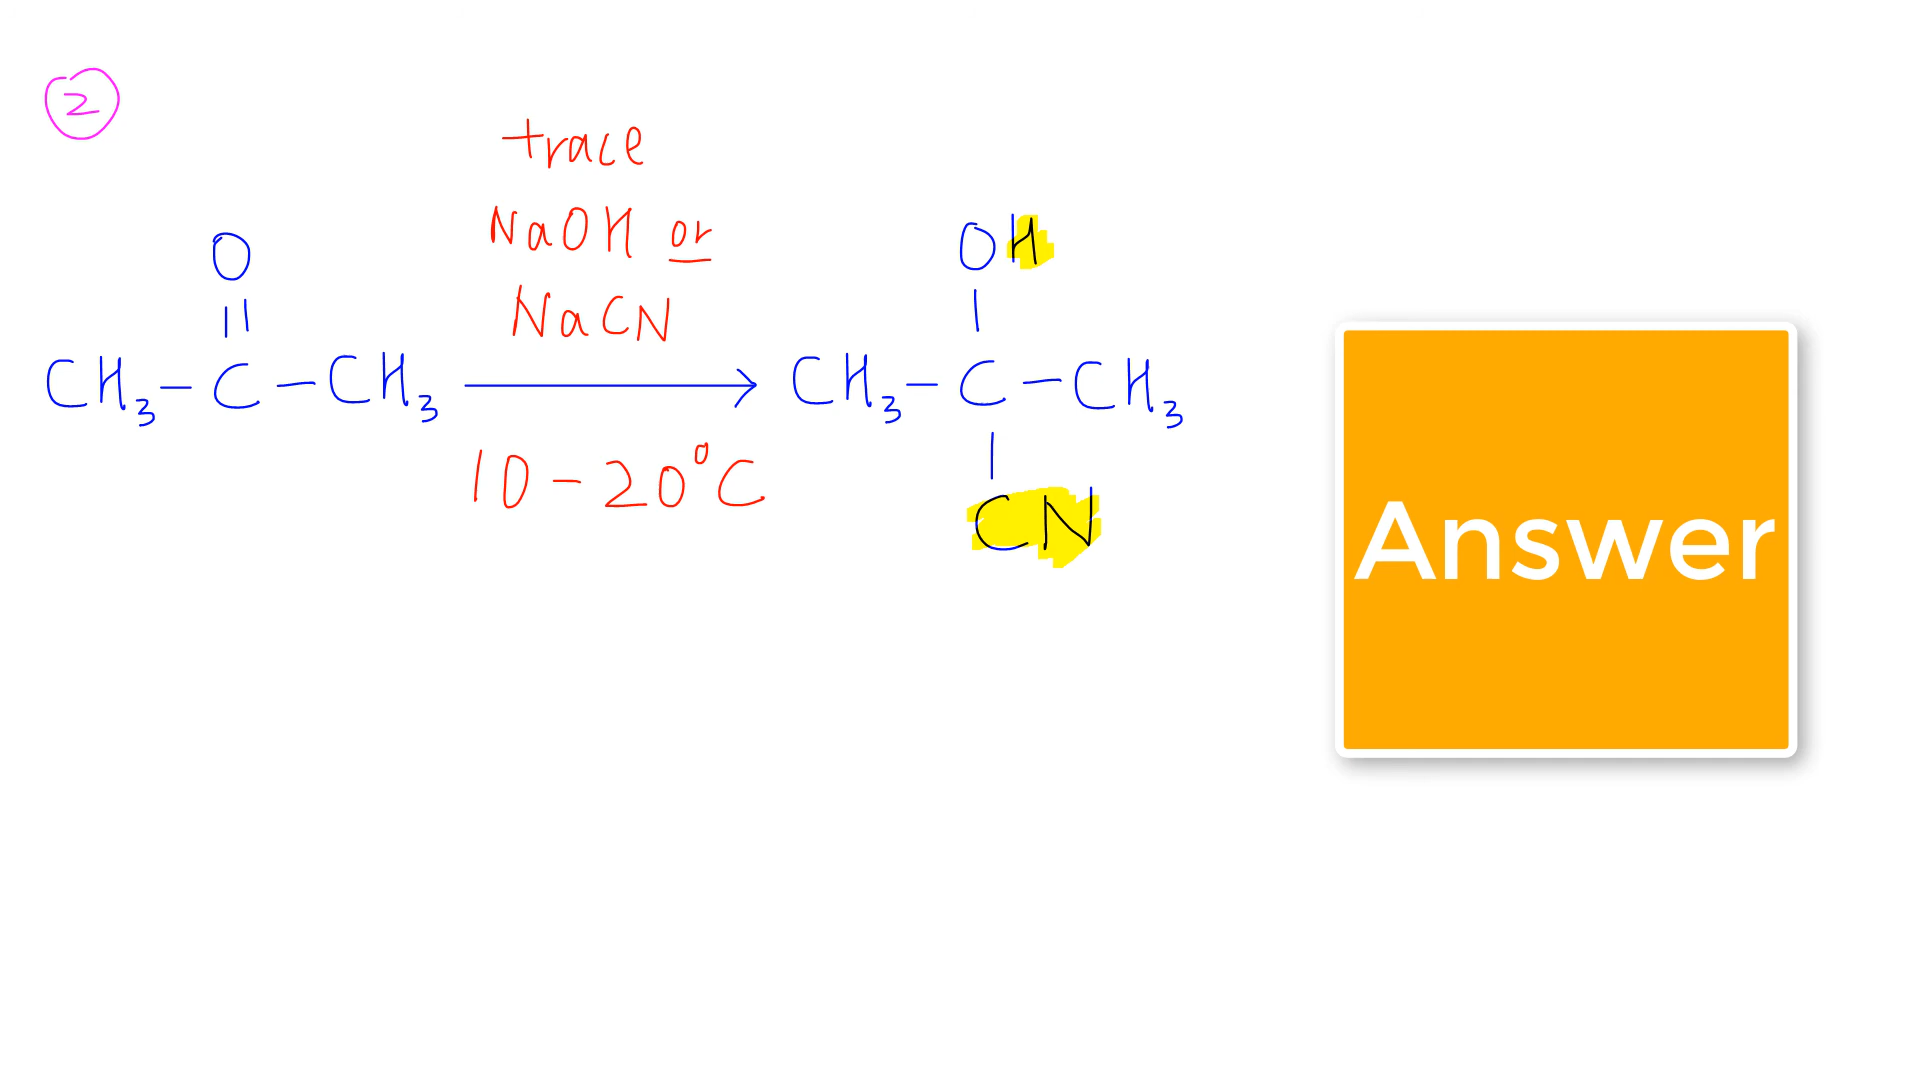 2
trace
NaOH or
NaCN
O
||
CH₃–C–CH₃
10-20°C
OH
|
CH₃–C–CH₃
|
CN
Answer